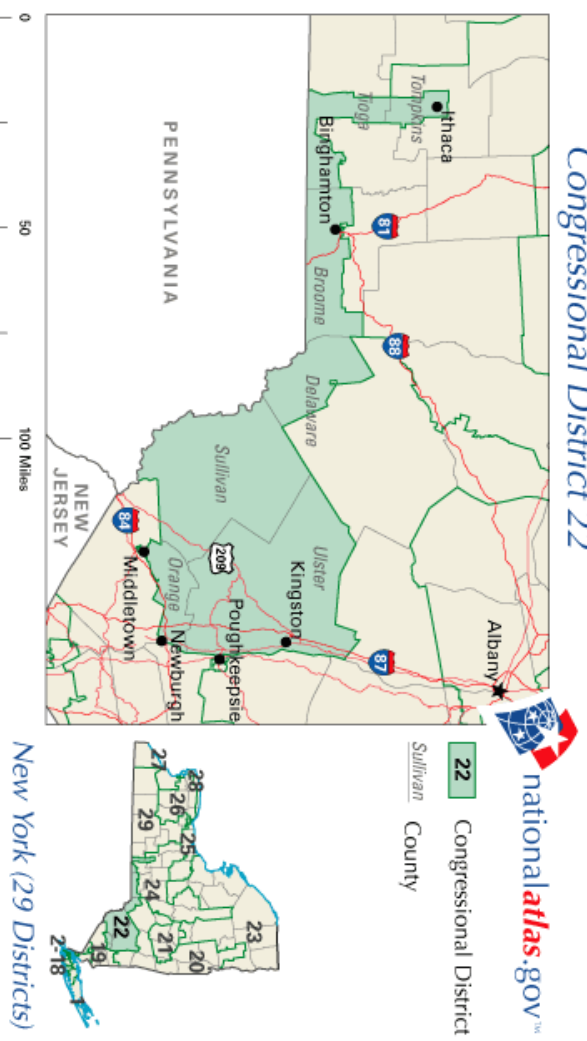 Congressional District 22
nationalatlas.gov™
22 Congressional District
Sullivan County
Ithaca
Tompkins
Tioga
Binghamton
81
Broome
88
Delaware
PENNSYLVANIA
Sullivan
Ulster
Albany
Kingston
209
87
Poughkeepsie
Orange
Newburgh
84
Middletown
NEW
JERSEY
0
50
100 Miles
28
27
26
25
29
24
23
22
21
20
19
2-18
1
New York (29 Districts)